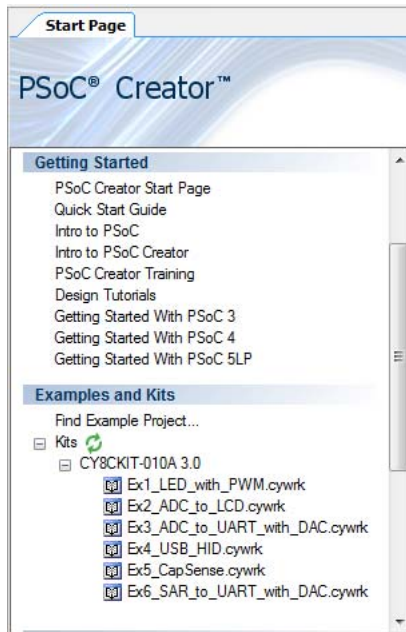 Start Page
PSoC® Creator™
Getting Started
PSoC Creator Start Page
Quick Start Guide
Intro to PSoC
Intro to PSoC Creator
PSoC Creator Training
Design Tutorials
Getting Started With PSoC 3
Getting Started With PSoC 4
Getting Started With PSoC 5LP
Examples and Kits
Find Example Project...
Kits
CY8CKIT-010A 3.0
Ex1_LED_with_PWM.cywrk
Ex2_ADC_to_LCD.cywrk
Ex3_ADC_to_UART_with_DAC.cywrk
Ex4_USB_HID.cywrk
Ex5_CapSense.cywrk
Ex6_SAR_to_UART_with_DAC.cywrk